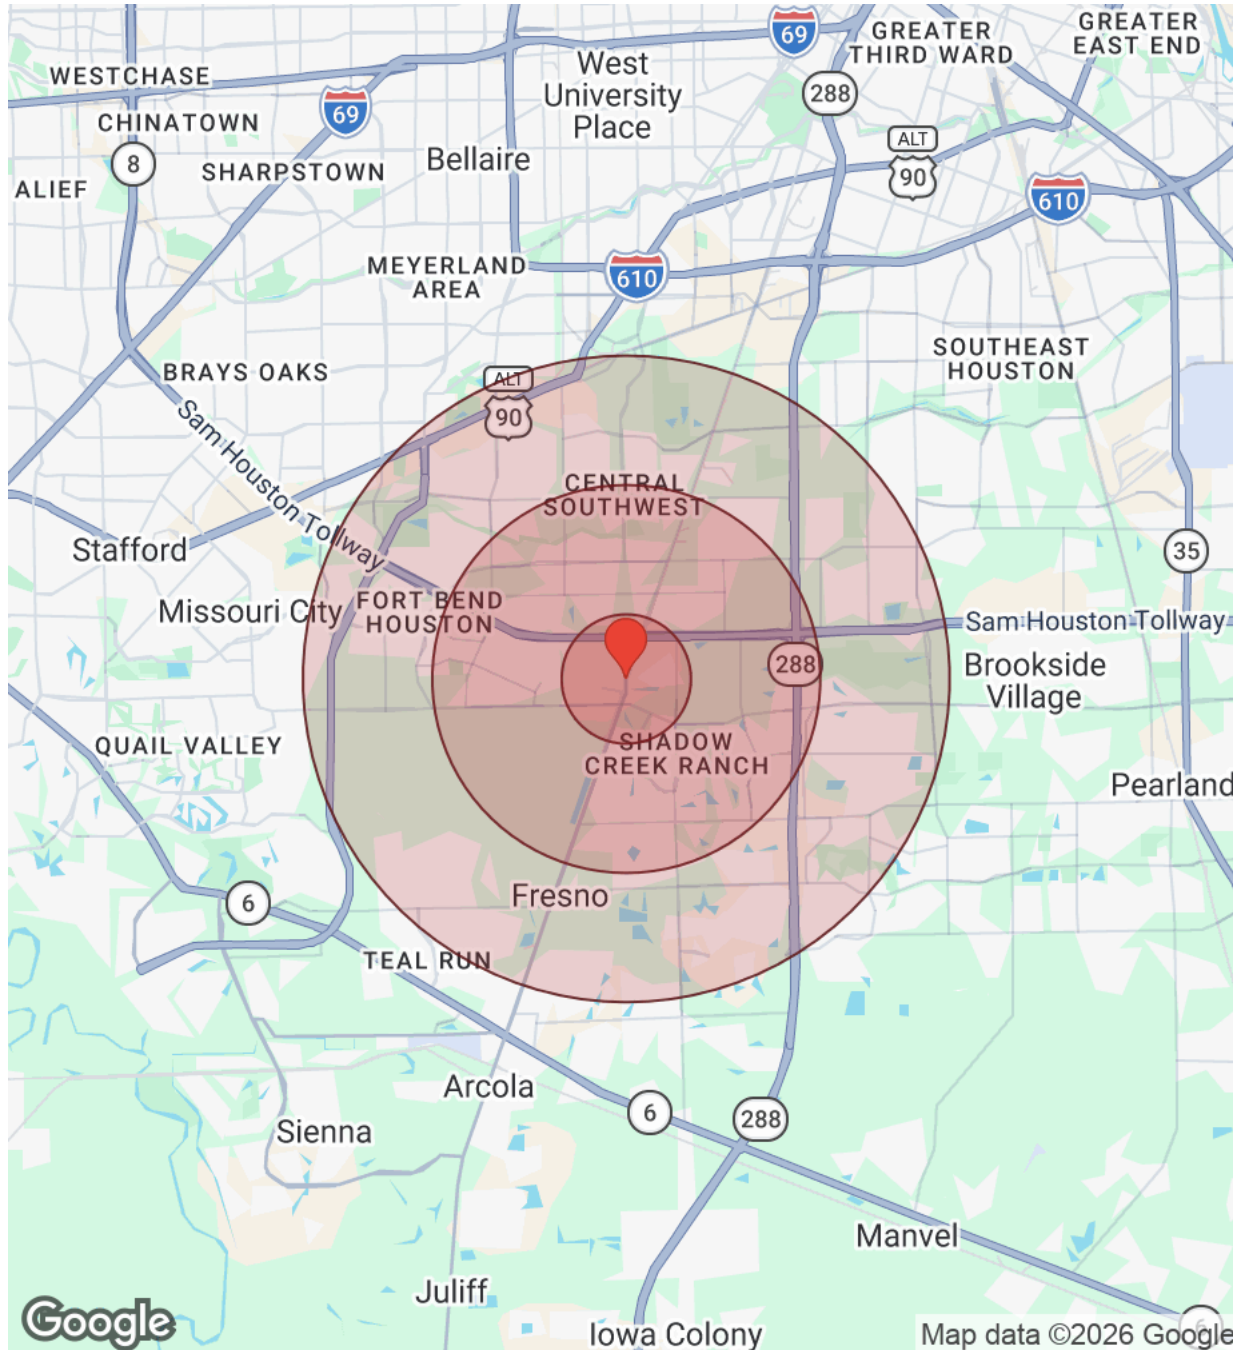 69
GREATER
THIRD WARD
GREATER
EAST END
WESTCHASE
West
University
Place
288
69
CHINATOWN
ALT
90
8
SHARPSTOWN
Bellaire
ALIEF
610
MEYERLAND
AREA
610
SOUTHEAST
HOUSTON
BRAYS OAKS
ALT
90
Sam Houston Tollway
CENTRAL
SOUTHWEST
Stafford
35
Missouri City
FORT BEND
HOUSTON
Sam Houston Tollway
288
Brookside
Village
QUAIL VALLEY
SHADOW
CREEK RANCH
Pearland
Fresno
6
TEAL RUN
Arcola
6
288
Sienna
Manvel
Juliff
Google
Iowa Colony
6
Map data ©2026 Google